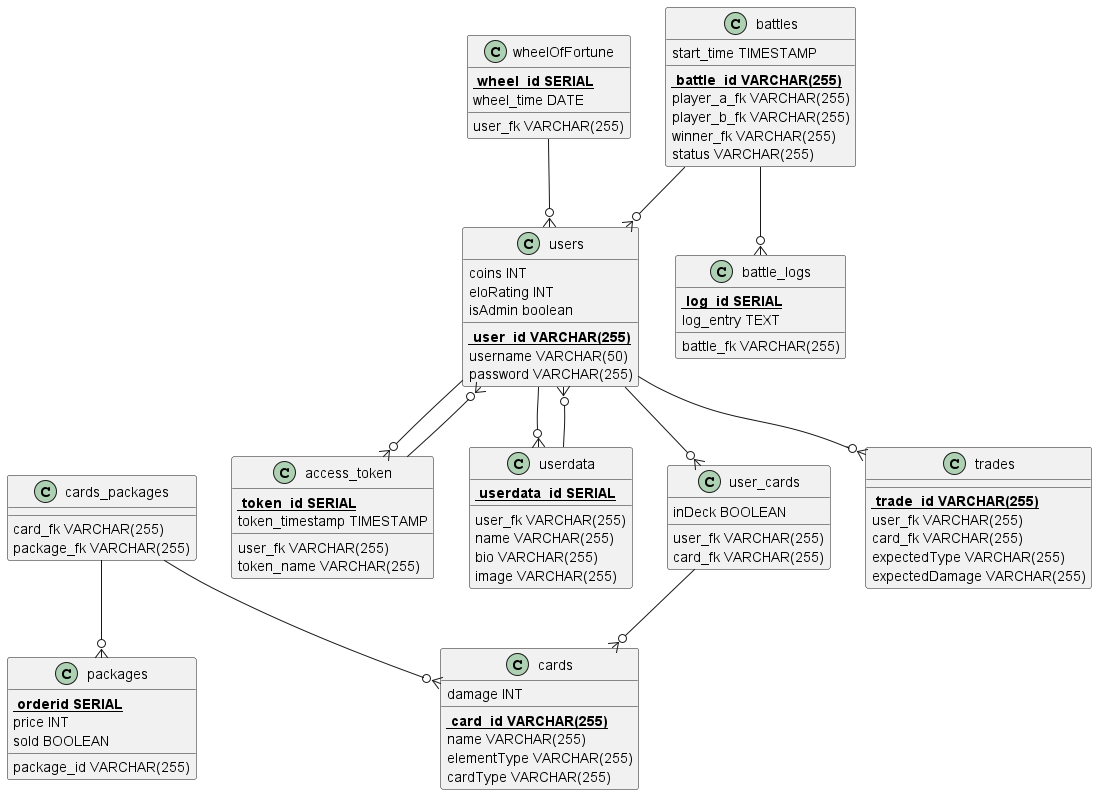 C battles
start_time TIMESTAMP
battle_id VARCHAR(255)
player_a_fk VARCHAR(255)
player_b_fk VARCHAR(255)
winner_fk VARCHAR(255)
status VARCHAR(255)
C wheelOfFortune
wheel_id SERIAL
wheel_time DATE
user_fk VARCHAR(255)
C users
coins INT
eloRating INT
isAdmin boolean
user_id VARCHAR(255)
username VARCHAR(50)
password VARCHAR(255)
C battle_logs
log_id SERIAL
log_entry TEXT
battle_fk VARCHAR(255)
C cards_packages
card_fk VARCHAR(255)
package_fk VARCHAR(255)
C access_token
token_id SERIAL
token_timestamp TIMESTAMP
user_fk VARCHAR(255)
token_name VARCHAR(255)
C userdata
userdata_id SERIAL
user_fk VARCHAR(255)
name VARCHAR(255)
bio VARCHAR(255)
image VARCHAR(255)
C user_cards
inDeck BOOLEAN
user_fk VARCHAR(255)
card_fk VARCHAR(255)
C trades
trade_id VARCHAR(255)
user_fk VARCHAR(255)
card_fk VARCHAR(255)
expectedType VARCHAR(255)
expectedDamage VARCHAR(255)
C packages
orderid SERIAL
price INT
sold BOOLEAN
package_id VARCHAR(255)
C cards
damage INT
card_id VARCHAR(255)
name VARCHAR(255)
elementType VARCHAR(255)
cardType VARCHAR(255)